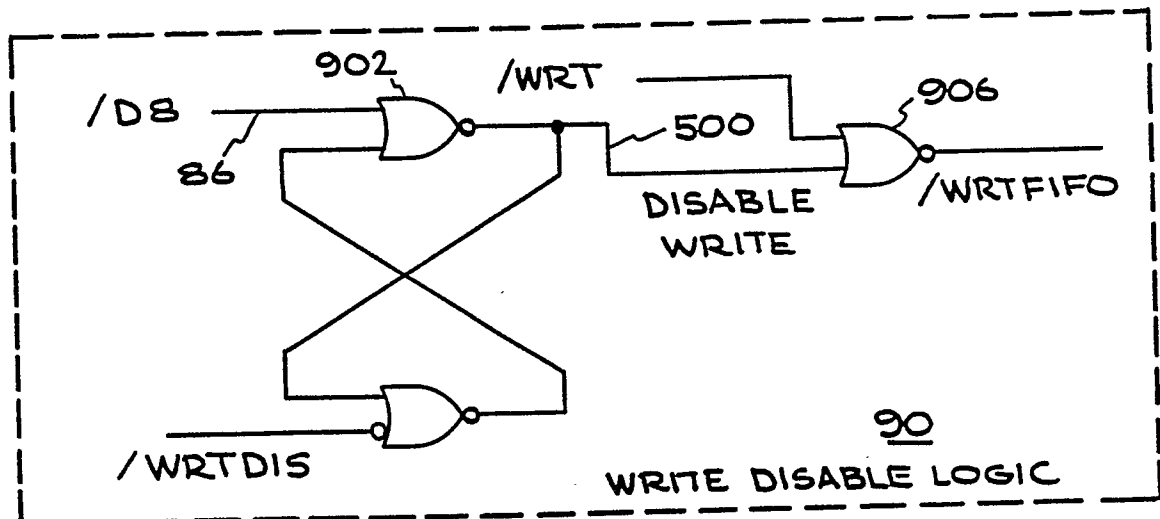 902
/WRT
906
/D8
500
86
/WRTFIFO
DISABLE
WRITE
90
/WRTDIS
WRITE DISABLE LOGIC